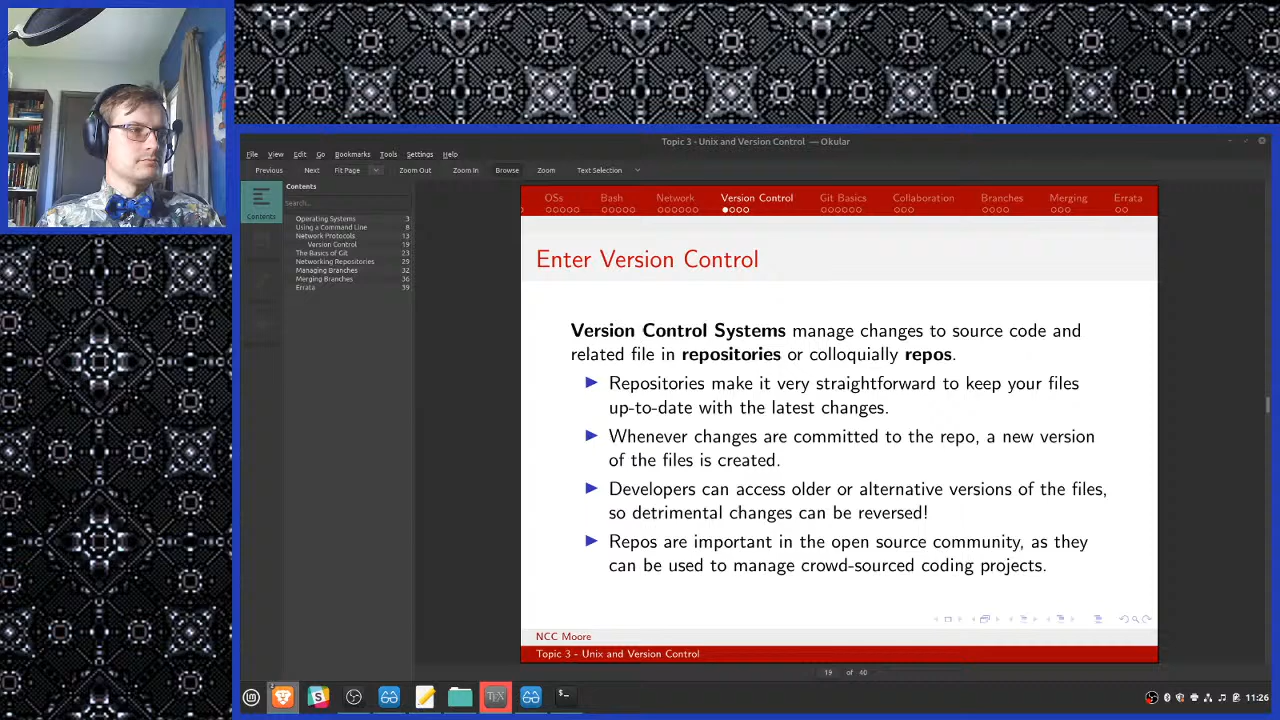 Topic 3 - Unix and Version Control — Okular
File View Edit Go Bookmarks Tools Settings Help
Previous Next Fit Page Zoom Out Zoom In Browse Zoom Text Selection
Contents
Contents
Search...
Operating Systems 3
Using a Command Line 8
Network Protocols 13
Version Control 19
The Basics of Git 23
Networking Repositories 29
Managing Branches 32
Merging Branches 36
Errata 39
OSs Bash Network Version Control Git Basics Collaboration Branches Merging Errata
Enter Version Control
Version Control Systems manage changes to source code and
related file in repositories or colloquially repos.
Repositories make it very straightforward to keep your files
up-to-date with the latest changes.
Whenever changes are committed to the repo, a new version
of the files is created.
Developers can access older or alternative versions of the files,
so detrimental changes can be reversed!
Repos are important in the open source community, as they
can be used to manage crowd-sourced coding projects.
NCC Moore
Topic 3 - Unix and Version Control
19 of 40
TEX
11:26